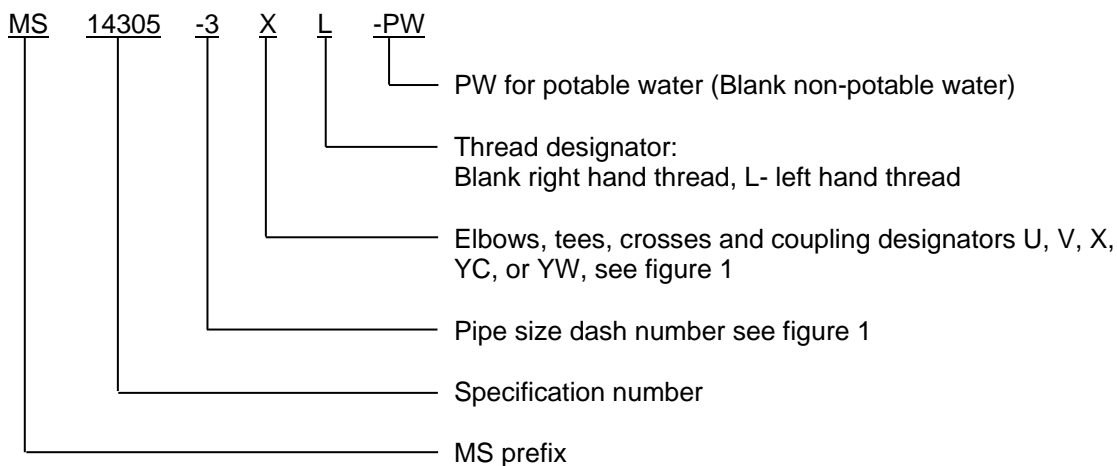 MS 14305 -3 X L -PW
PW for potable water (Blank non-potable water)
Thread designator:
Blank right hand thread, L- left hand thread
Elbows, tees, crosses and coupling designators U, V, X,
YC, or YW, see figure 1
Pipe size dash number see figure 1
Specification number
MS prefix